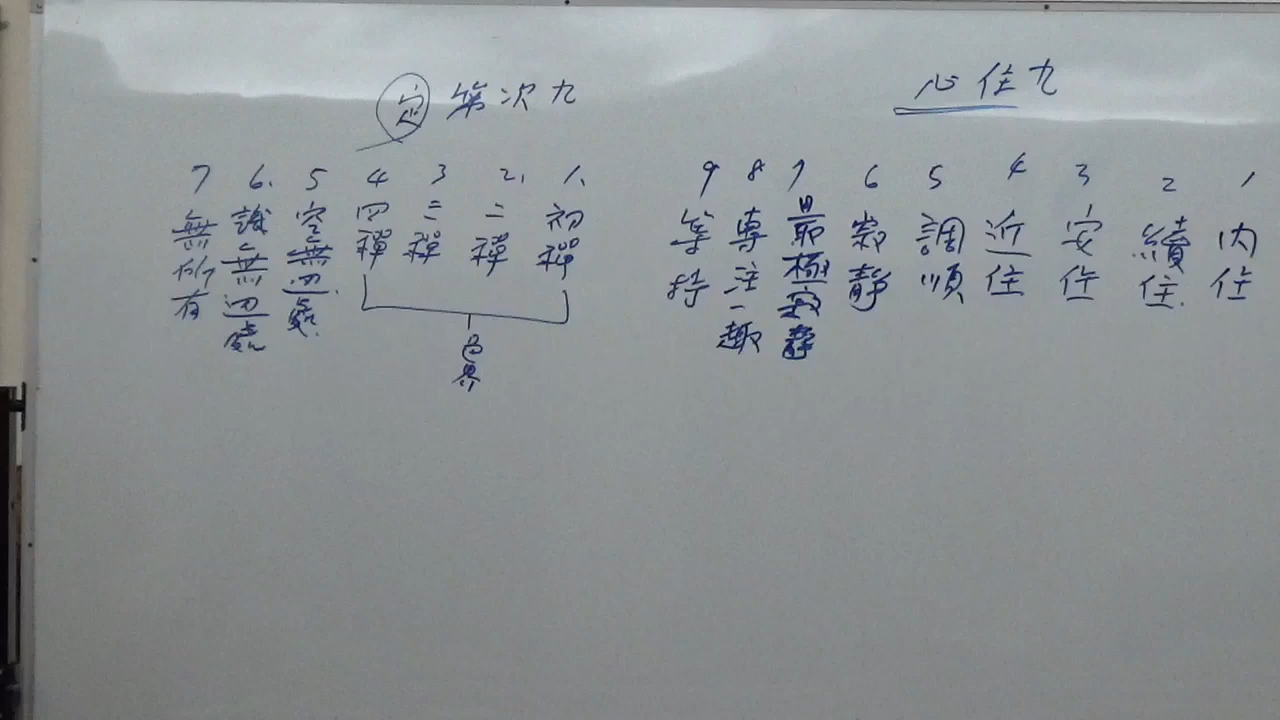 九住心
1 內住
2 續住
3 安住
4 近住
5 調順
6 寂靜
7 最極寂靜
8 專注一趣
9 等持
九次第定
1. 初禪
2. 二禪
3 三禪
4 四禪
色界
5 空無边處
6. 識無边處
7 無所有